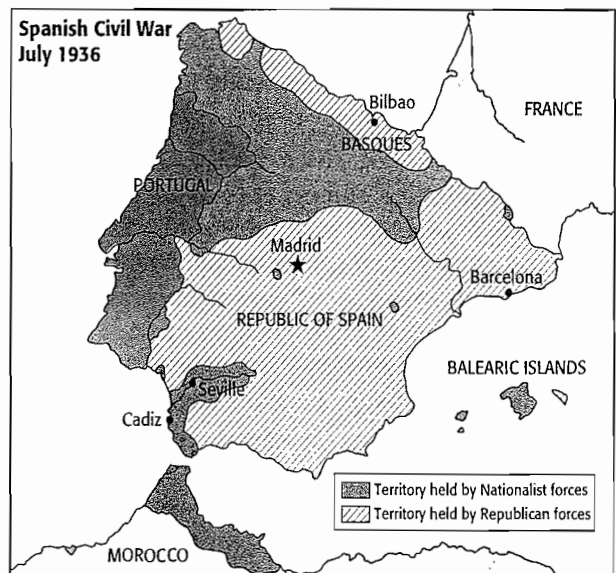 Spanish Civil War
July 1936
Bilbao
FRANCE
BASQUES
PORTUGAL
Madrid
Barcelona
REPUBLIC OF SPAIN
BALEARIC ISLANDS
Seville
Cadiz
Territory held by Nationalist forces
Territory held by Republican forces
MOROCCO